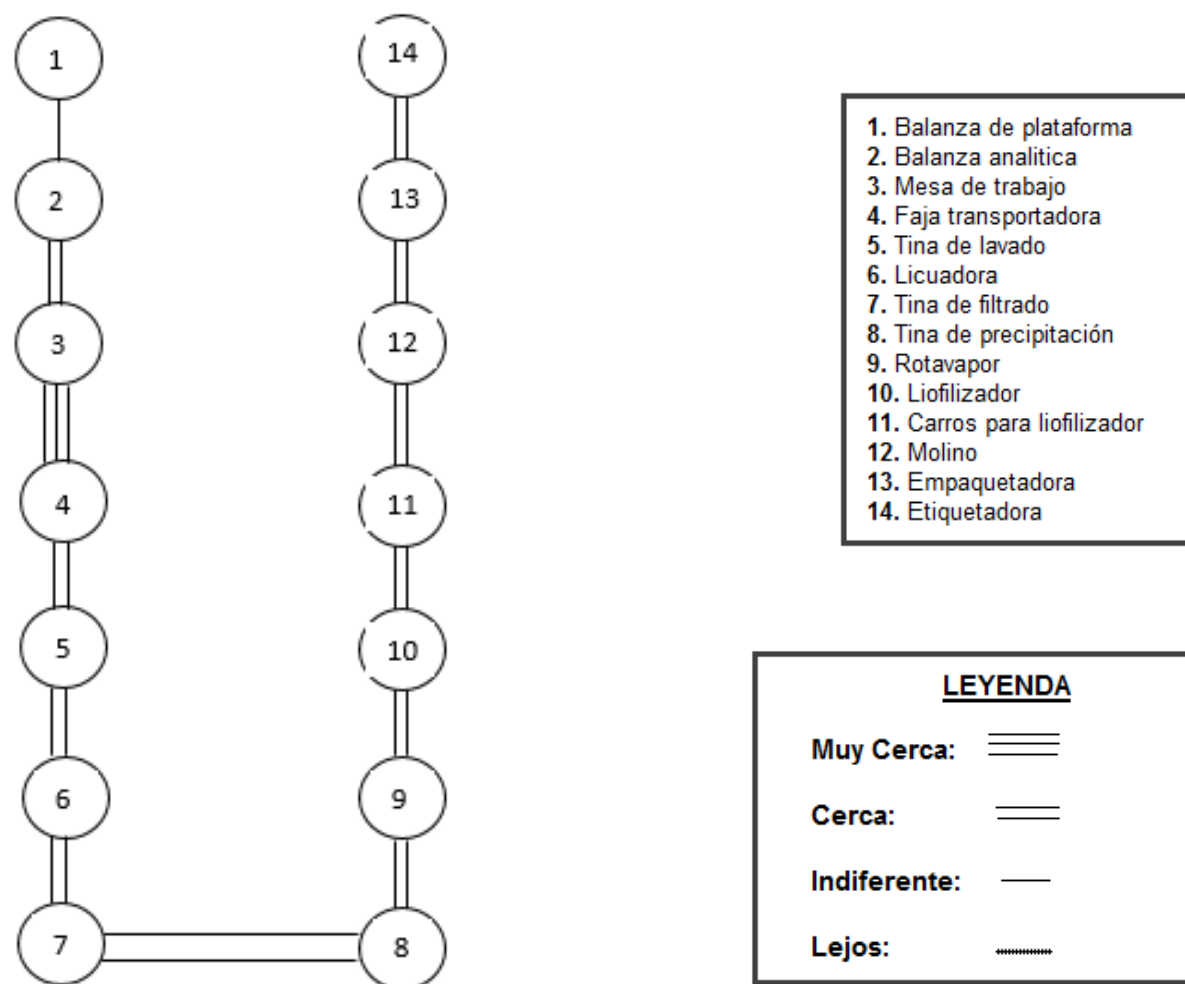 1
2
3
4
5
6
7
8
9
10
11
12
13
14
1. Balanza de plataforma
2. Balanza analitica
3. Mesa de trabajo
4. Faja transportadora
5. Tina de lavado
6. Licuadora
7. Tina de filtrado
8. Tina de precipitación
9. Rotavapor
10. Liofilizador
11. Carros para liofilizador
12. Molino
13. Empaquetadora
14. Etiquetadora
LEYENDA
Muy Cerca:
Cerca:
Indiferente:
Lejos: